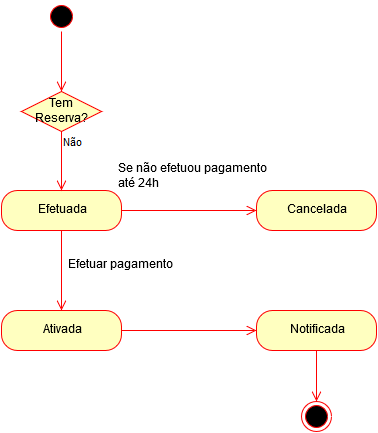 Tem
Reserva?
Não
Se não efetuou pagamento
até 24h
Efetuada
Cancelada
Efetuar pagamento
Ativada
Notificada